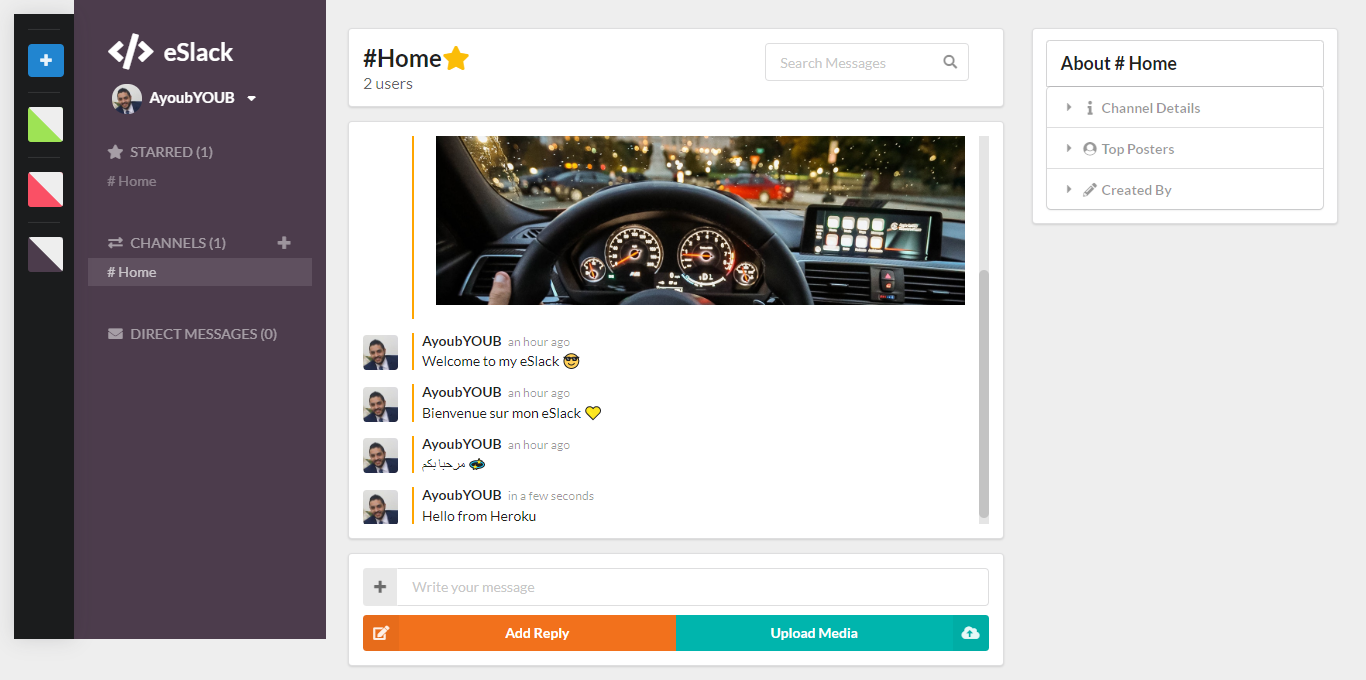 eSlack
AyoubYOUB
STARRED (1)
# Home
CHANNELS (1)
# Home
DIRECT MESSAGES (0)
#Home
2 users
Search Messages
AyoubYOUB an hour ago
Welcome to my eSlack 😎
AyoubYOUB an hour ago
Bienvenue sur mon eSlack 💛
AyoubYOUB an hour ago
مرحبا بكم
AyoubYOUB in a few seconds
Hello from Heroku
Write your message
Add Reply
Upload Media
About # Home
Channel Details
Top Posters
Created By